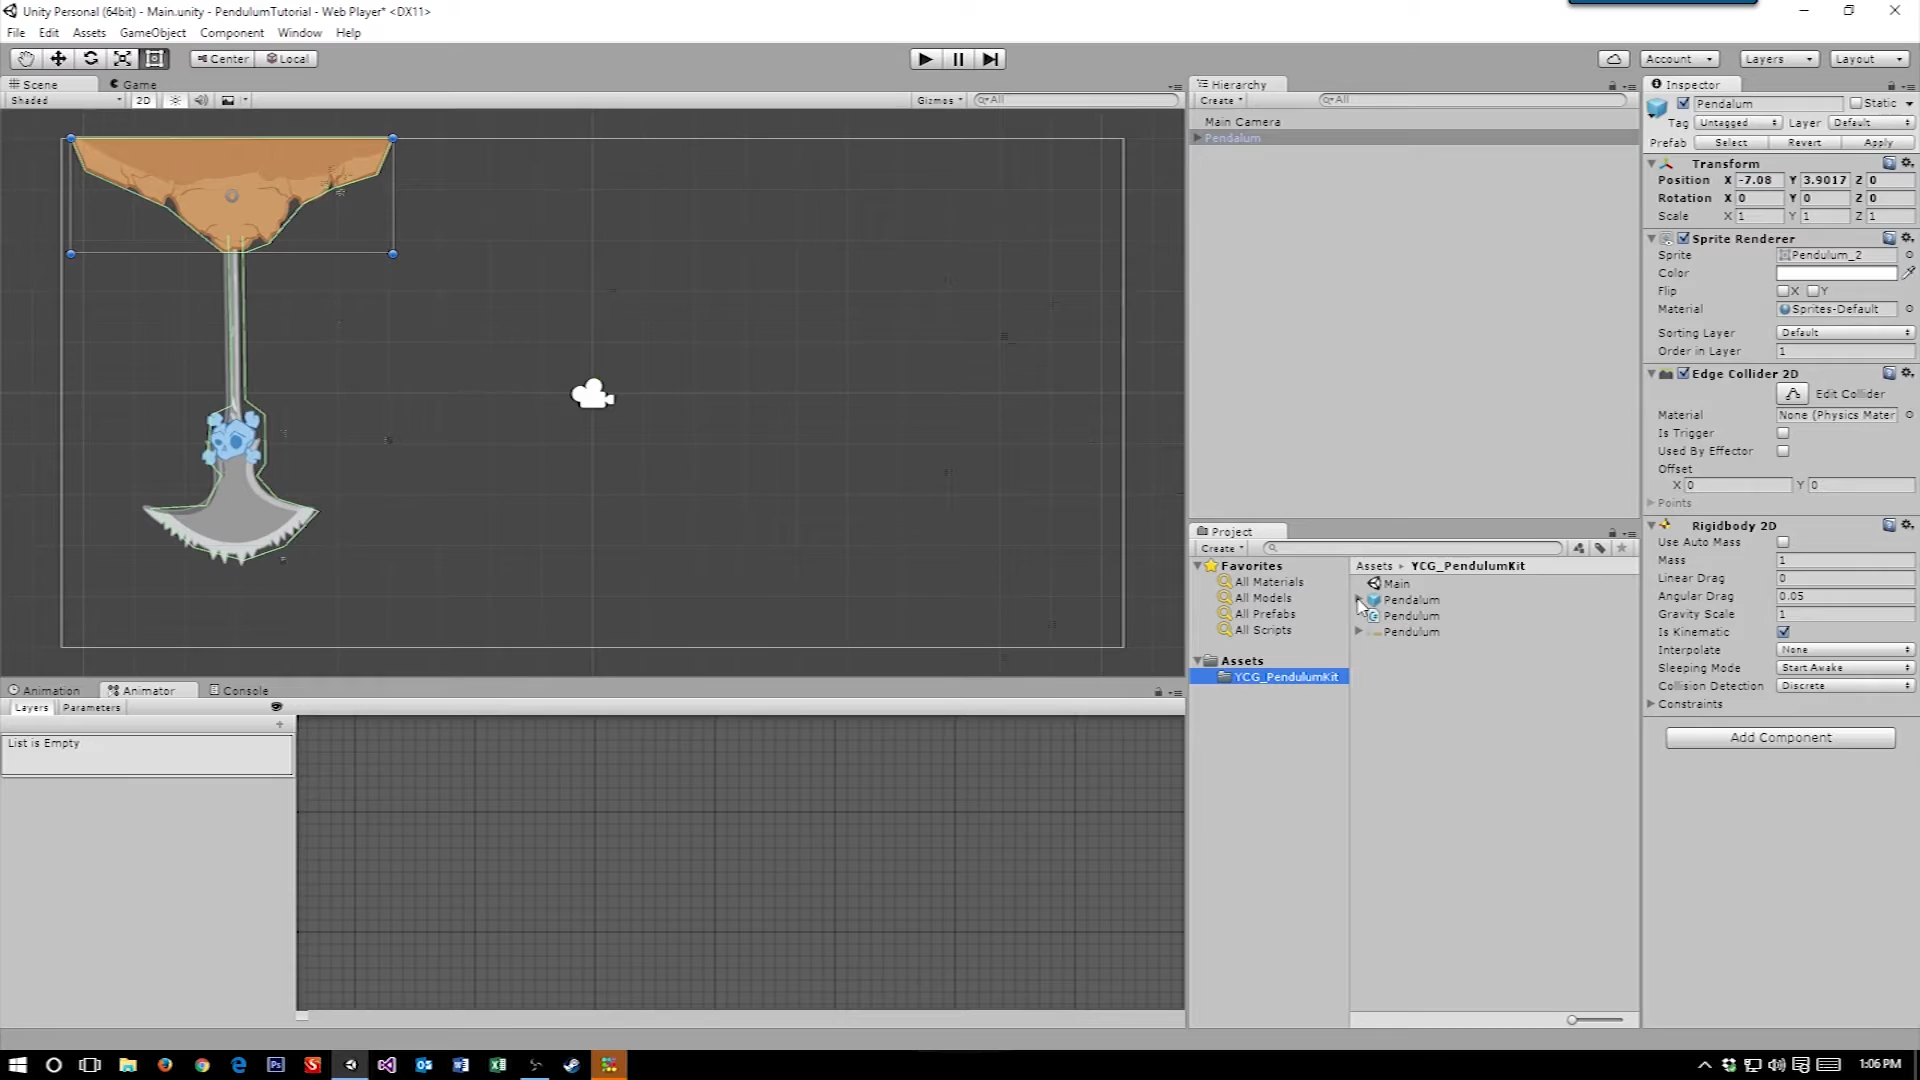 Unity Personal (64bit) - Main.unity - PendulumTutorial - Web Player* <DX11>
File Edit Assets GameObject Component Window Help
Center Local Account Layers Layout
Scene Game
Shaded 2D Gizmos All
Hierarchy
Create All
Main Camera
Pendalum
Inspector
Pendalum Static
Tag Untagged Layer Default
Prefab Select Revert Apply
Transform
Position X -7.08 Y 3.9017 Z 0
Rotation X 0 Y 0 Z 0
Scale X 1 Y 1 Z 1
Sprite Renderer
Sprite Pendulum_2
Color
Flip X Y
Material Sprites-Default
Sorting Layer Default
Order in Layer 1
Edge Collider 2D
Edit Collider
Material None (Physics Mater
Is Trigger
Used By Effector
Offset
X 0 Y 0
Points
Rigidbody 2D
Use Auto Mass
Mass 1
Linear Drag 0
Angular Drag 0.05
Gravity Scale 1
Is Kinematic
Interpolate None
Sleeping Mode Start Awake
Collision Detection Discrete
Constraints
Add Component
Project
Create
Favorites
All Materials
All Models
All Prefabs
All Scripts
Assets
YCG_PendulumKit
Assets YCG_PendulumKit
Main
Pendalum
Pendulum
Pendulum
Animation Animator Console
Layers Parameters
List is Empty
1:06 PM